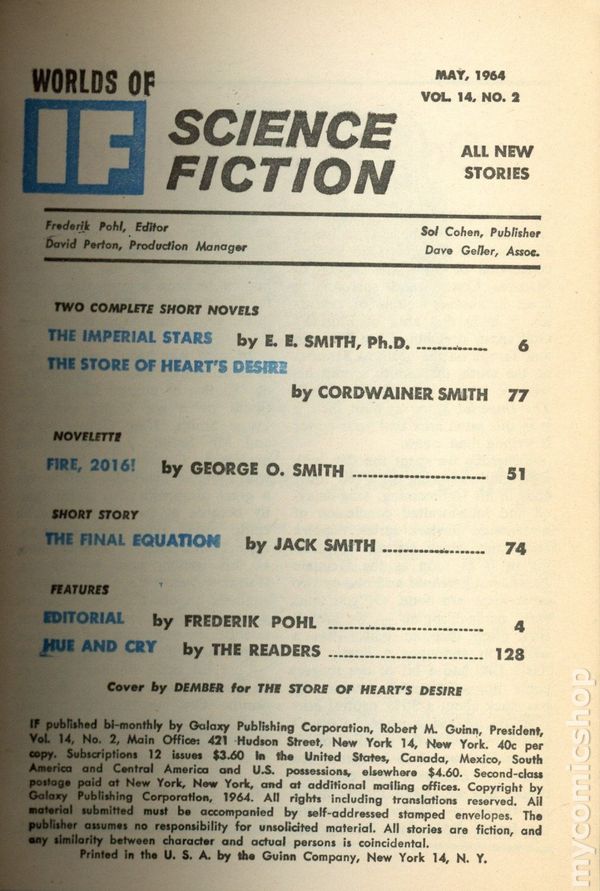 WORLDS OF
IF
SCIENCE
FICTION
MAY, 1964
VOL. 14, NO. 2
ALL NEW
STORIES
Frederik Pohl, Editor
David Perton, Production Manager
Sol Cohen, Publisher
Dave Geller, Assoc.
TWO COMPLETE SHORT NOVELS
THE IMPERIAL STARS by E. E. SMITH, Ph.D. .............. 6
THE STORE OF HEART'S DESIRE
by CORDWAINER SMITH 77
NOVELETTE
FIRE, 2016! by GEORGE O. SMITH .......................... 51
SHORT STORY
THE FINAL EQUATION by JACK SMITH .................... 74
FEATURES
EDITORIAL by FREDERIK POHL .............................. 4
HUE AND CRY by THE READERS .............................. 128
Cover by DEMBER for THE STORE OF HEART'S DESIRE
IF published bi-monthly by Galaxy Publishing Corporation, Robert M. Guinn, President,
Vol. 14, No. 2, Main Office: 421 Hudson Street, New York 14, New York. 40c per
copy. Subscriptions 12 issues $3.60 in the United States, Canada, Mexico, South
America and Central America and U.S. possessions, elsewhere $4.60. Second-class
postage paid at New York, New York, and at additional mailing offices. Copyright by
Galaxy Publishing Corporation, 1964. All rights including translations reserved. All
material submitted must be accompanied by self-addressed stamped envelopes. The
publisher assumes no responsibility for unsolicited material. All stories are fiction, and
any similarity between character and actual persons is coincidental.
Printed in the U. S. A. by the Guinn Company, New York 14, N. Y.
mycomicshop